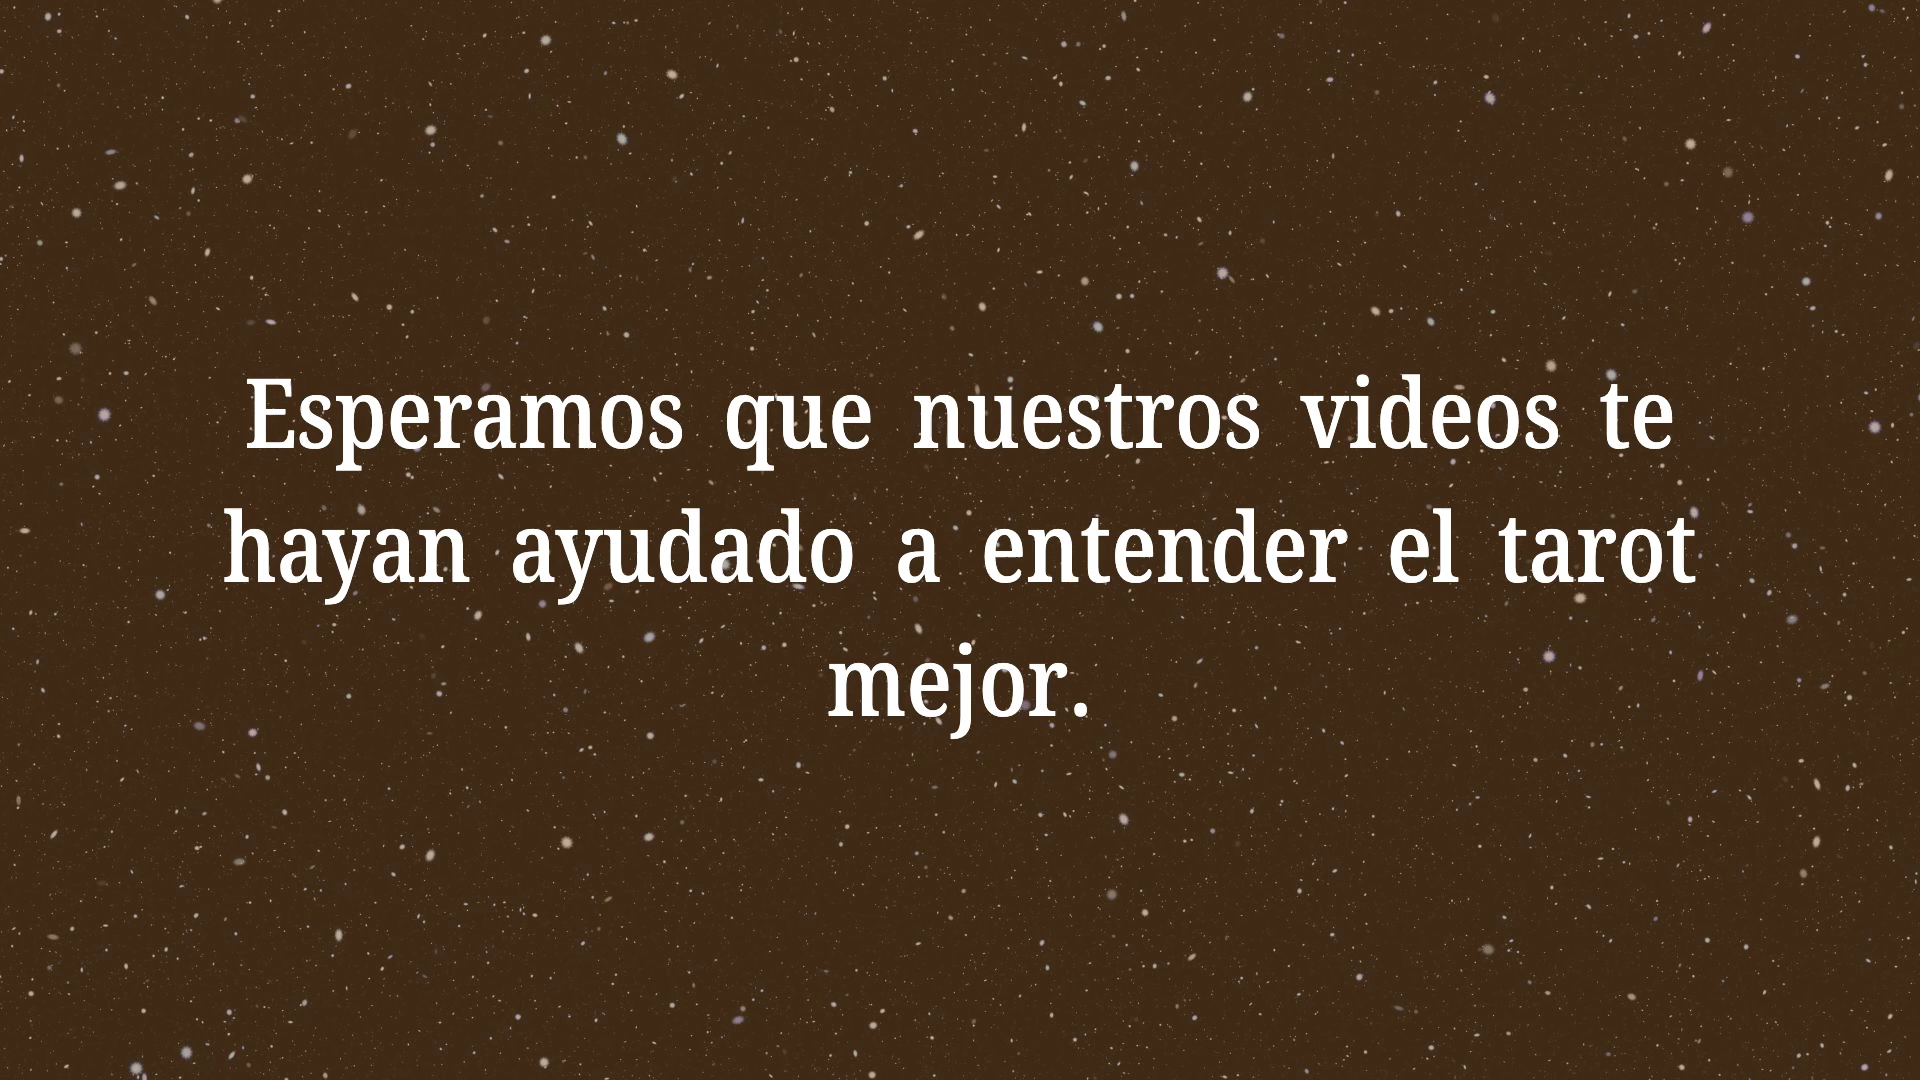 Esperamos que nuestros videos te
hayan ayudado a entender el tarot
mejor.